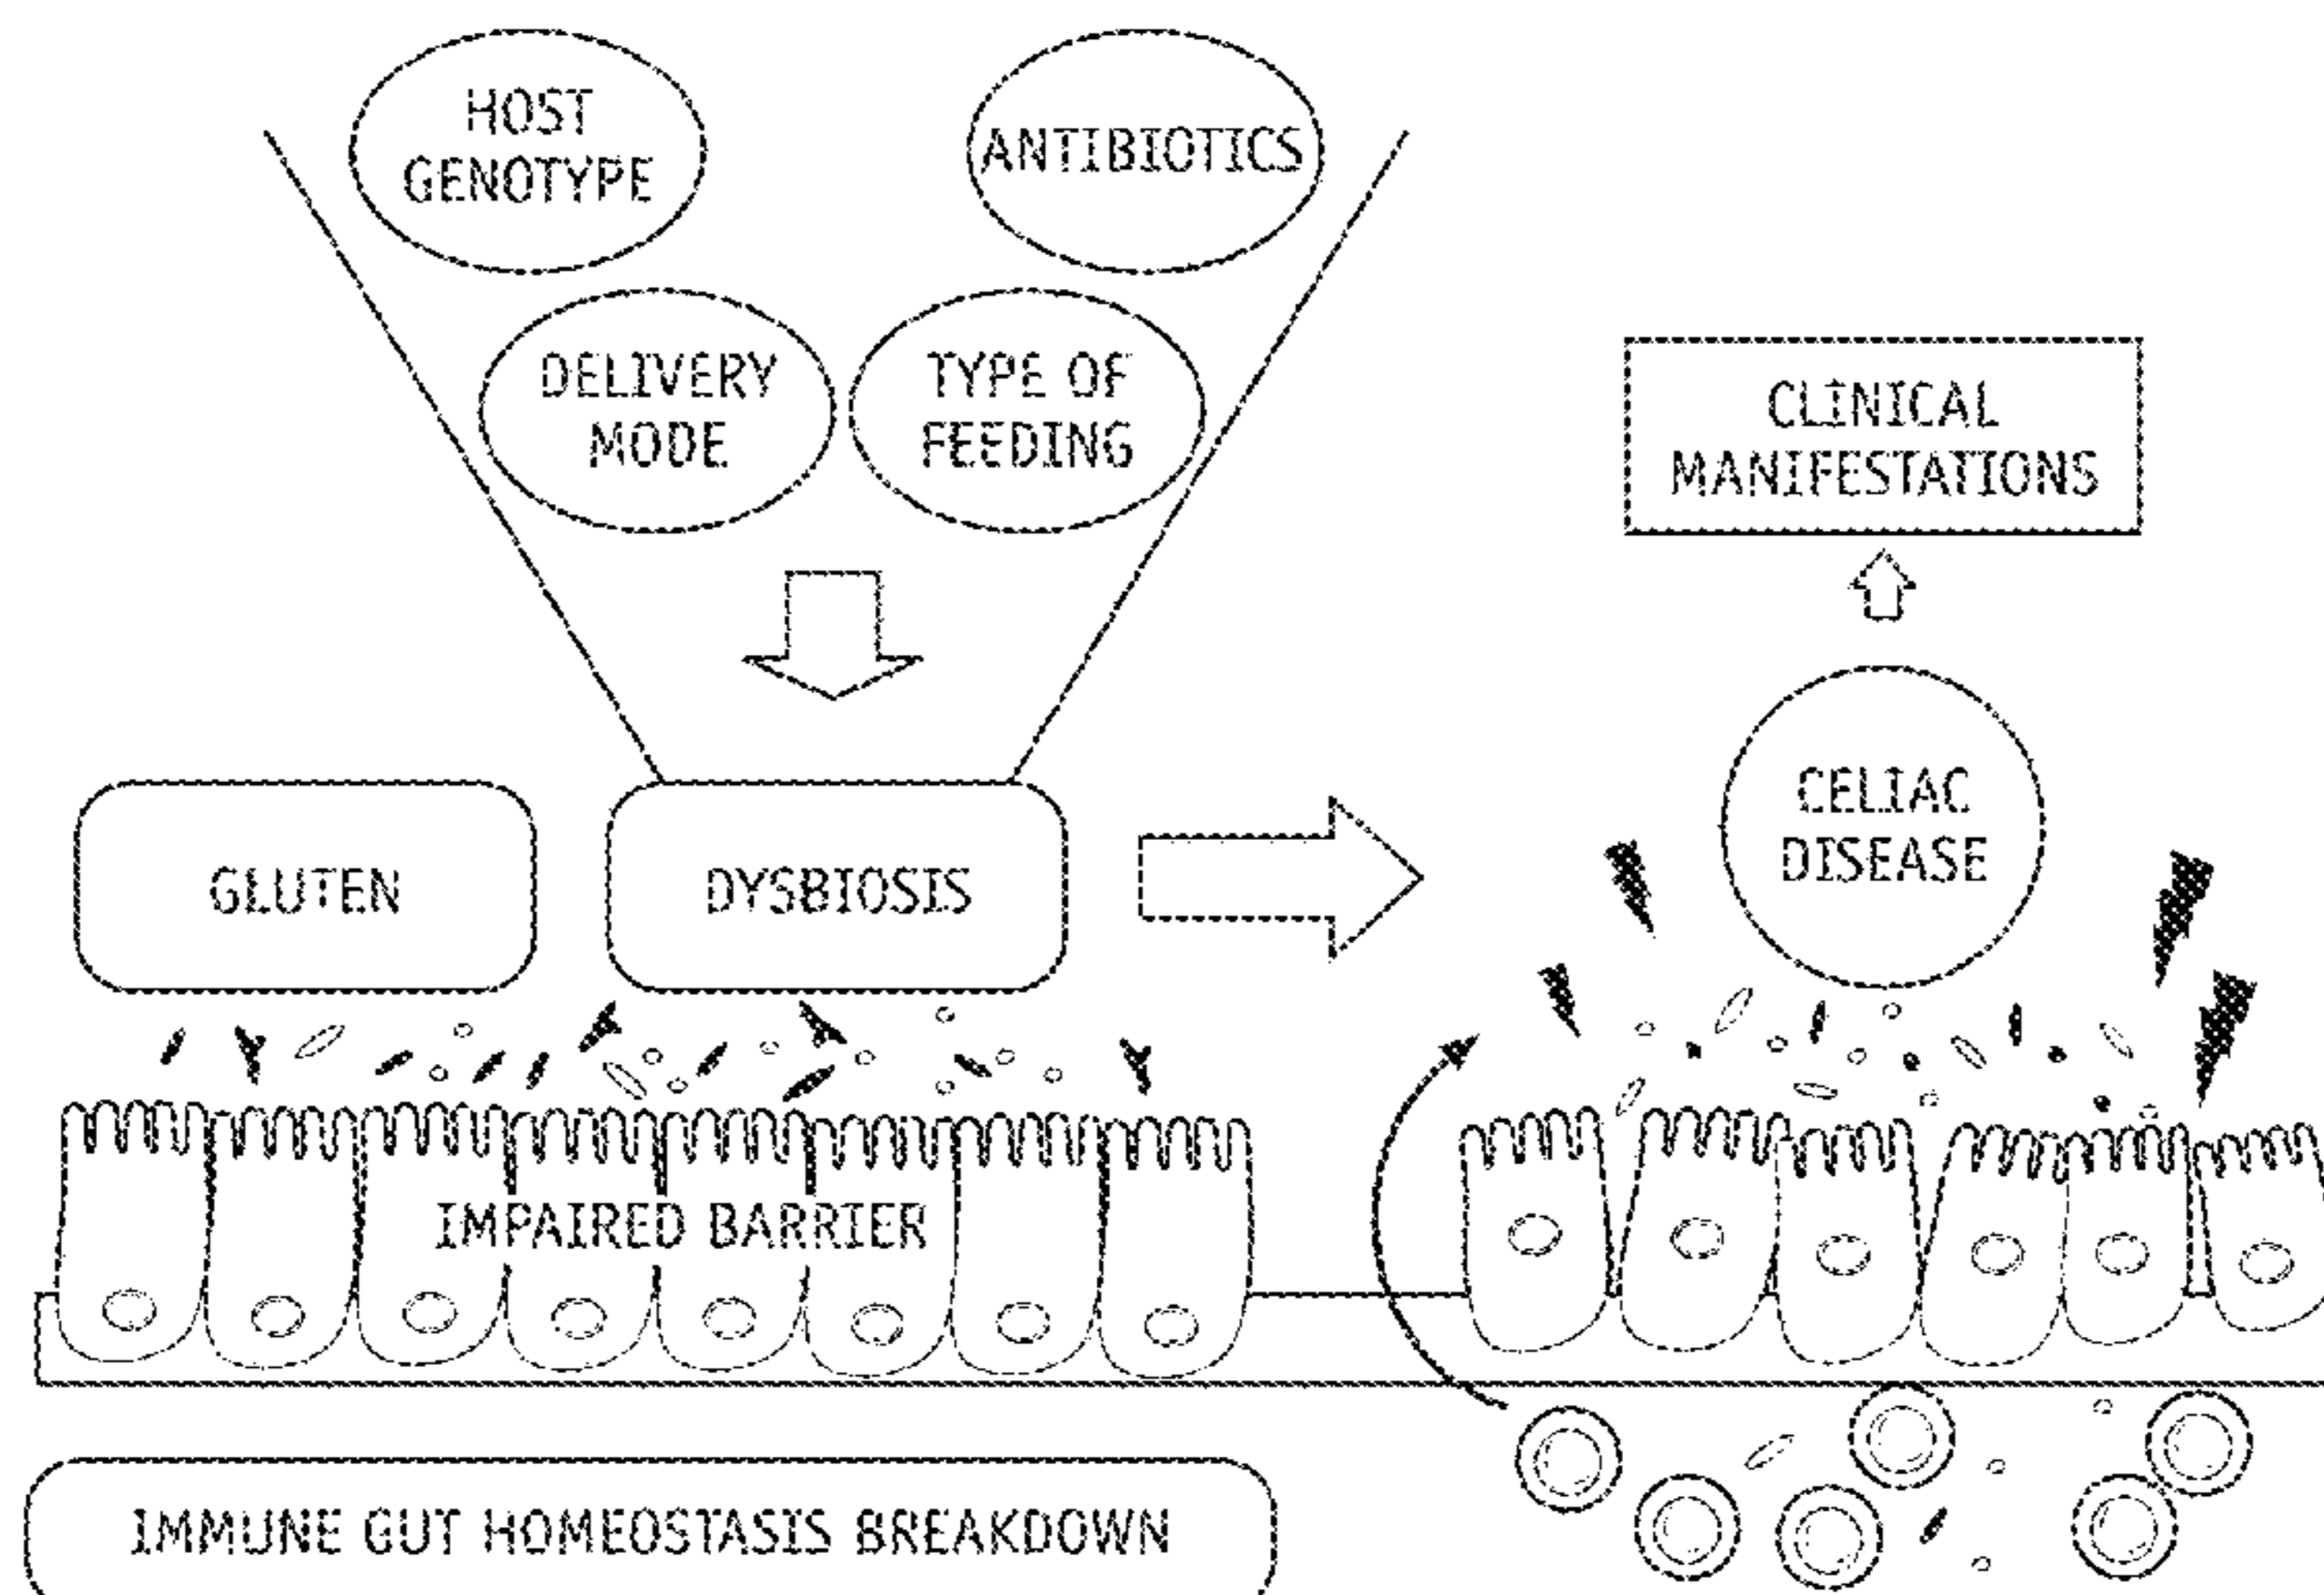 HOST
GENOTYPE
ANTIBIOTICS
DELIVERY
MODE
TYPE OF
FEEDING
CLINICAL
MANIFESTATIONS
CELIAC
DISEASE
GLUTEN
DYSBIOSIS
IMPAIRED BARRIER
IMMUNE GUT HOMEOSTASIS BREAKDOWN